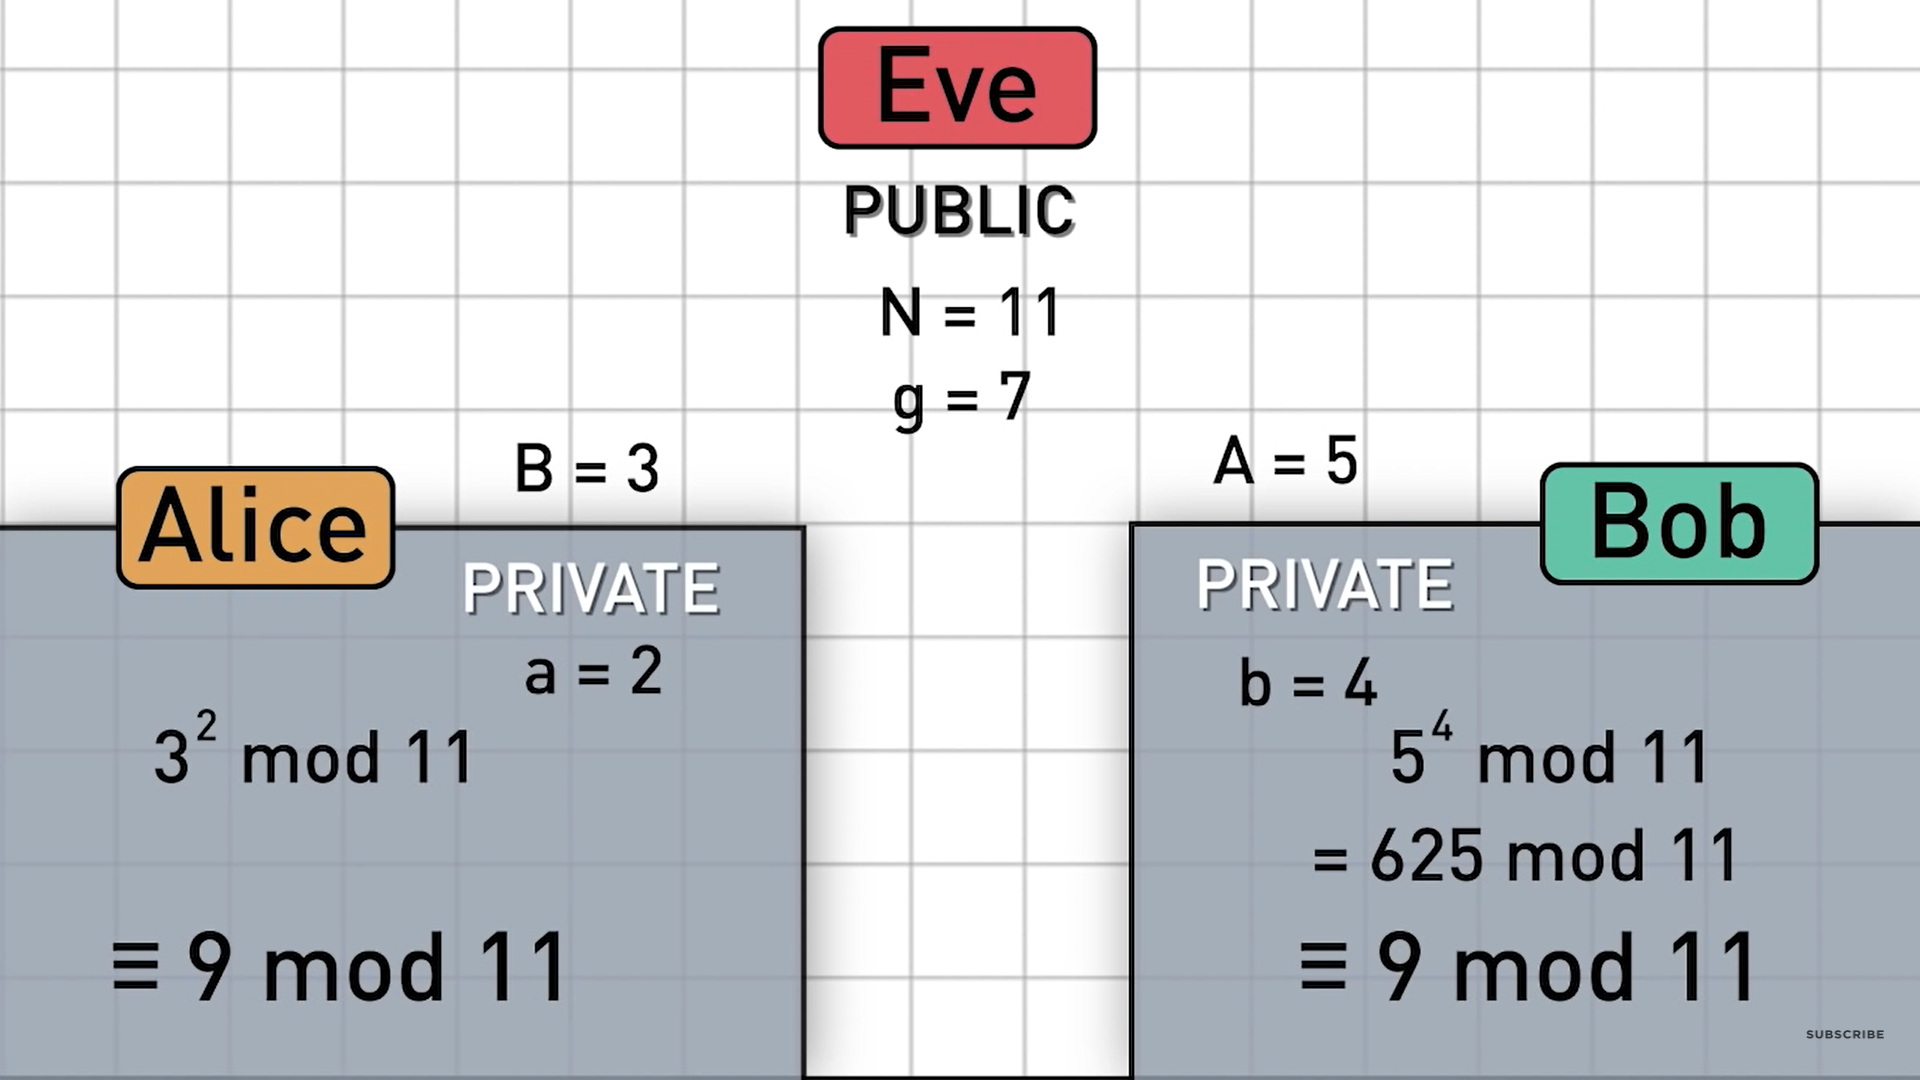 Eve
PUBLIC
N = 11
g = 7
B = 3
A = 5
Alice
Bob
PRIVATE
a = 2
3² mod 11
≡ 9 mod 11
PRIVATE
b = 4
5⁴ mod 11
= 625 mod 11
≡ 9 mod 11
SUBSCRIBE